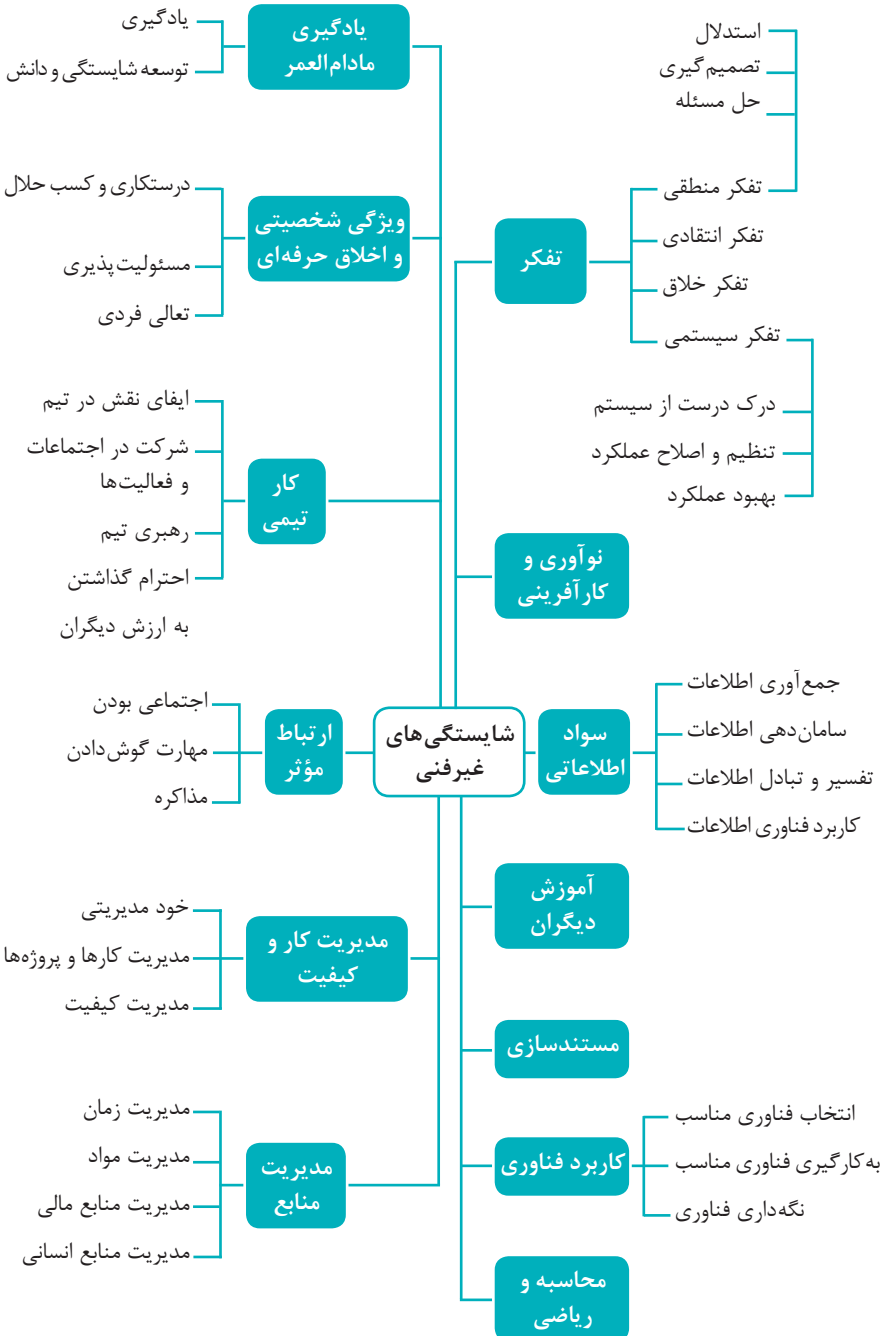 شایستگی‌های
غیرفنی
تفکر
استدلال
تصمیم‌گیری
حل مسئله
تفکر منطقی
تفکر انتقادی
تفکر خلاق
تفکر سیستمی
درک درست از سیستم
تنظیم و اصلاح عملکرد
بهبود عملکرد
نوآوری و
کارآفرینی
سواد
اطلاعاتی
جمع‌آوری اطلاعات
سامان‌دهی اطلاعات
تفسیر و تبادل اطلاعات
کاربرد فناوری اطلاعات
آموزش
دیگران
مستندسازی
کاربرد فناوری
انتخاب فناوری مناسب
به‌کارگیری فناوری مناسب
نگه‌داری فناوری
محاسبه و
ریاضی
یادگیری
مادام‌العمر
یادگیری
توسعه شایستگی و دانش
ویژگی شخصیتی
و اخلاق حرفه‌ای
درستکاری و کسب حلال
مسئولیت‌پذیری
تعالی فردی
کار
تیمی
ایفای نقش در تیم
شرکت در اجتماعات
و فعالیت‌ها
رهبری تیم
احترام گذاشتن
به ارزش دیگران
ارتباط
مؤثر
اجتماعی بودن
مهارت گوش‌دادن
مذاکره
مدیریت کار و
کیفیت
خود مدیریتی
مدیریت کارها و پروژه‌ها
مدیریت کیفیت
مدیریت
منابع
مدیریت زمان
مدیریت مواد
مدیریت منابع مالی
مدیریت منابع انسانی